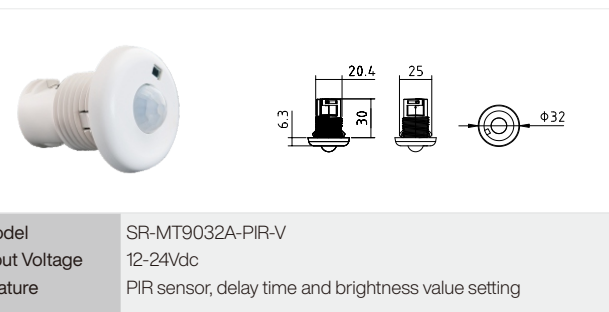 20.4
25
6.3
30
Φ32
odel SR-MT9032A-PIR-V
out Voltage 12-24Vdc
ature PIR sensor, delay time and brightness value setting